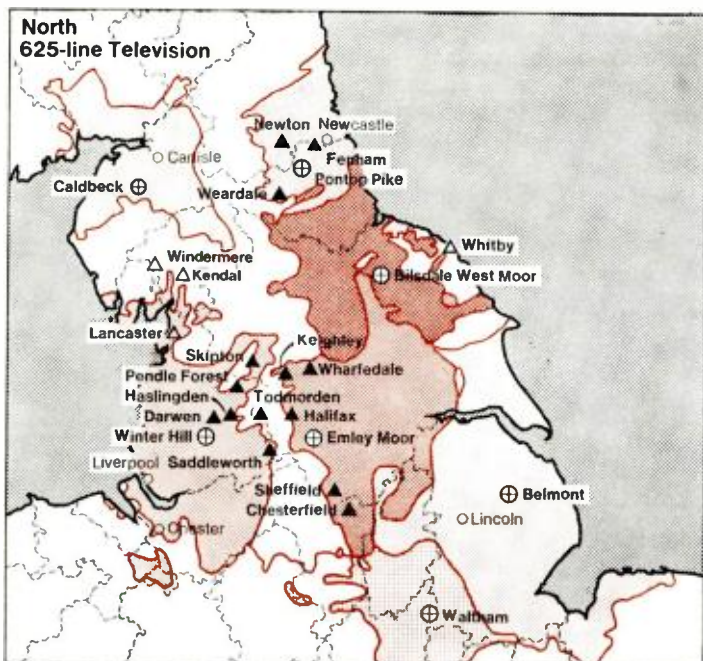 North
625-line Television
Newton
Newcastle
Carlisle
Fenham
Pontop Pike
Caldbeck
Weardale
Whitby
Windermere
Kendal
Bilsdale West Moor
Lancaster
Keighley
Skipton
Wharfedale
Pendle Forest
Haslingden
Todmorden
Darwen
Halifax
Winter Hill
Emley Moor
Liverpool
Saddleworth
Sheffield
Belmont
Chesterfield
Lincoln
Chester
Waltham